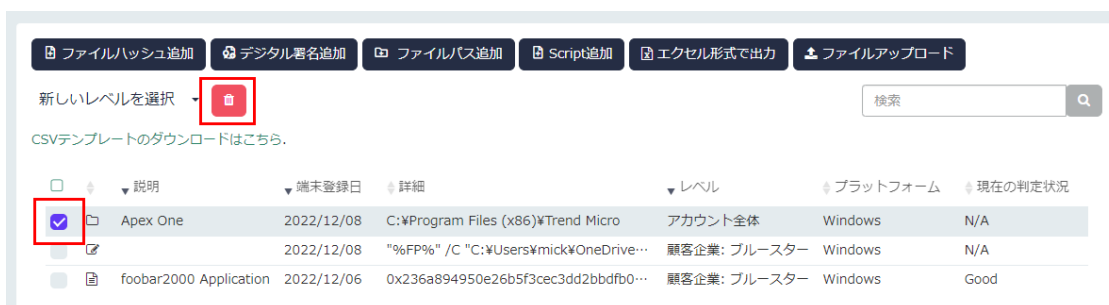 ファイルハッシュ追加 デジタル署名追加 ファイルパス追加 Script追加 エクセル形式で出力 ファイルアップロード
新しいレベルを選択 検索
CSVテンプレートのダウンロードはこちら.
説明 端末登録日 詳細 レベル プラットフォーム 現在の判定状況
Apex One 2022/12/08 C:¥Program Files (x86)¥Trend Micro アカウント全体 Windows N/A
2022/12/08 "%FP%" /C "C:¥Users¥mick¥OneDrive… 顧客企業: ブルースター Windows N/A
foobar2000 Application 2022/12/06 0x236a894950e26b5f3cec3dd2bbdfb0… 顧客企業: ブルースター Windows Good